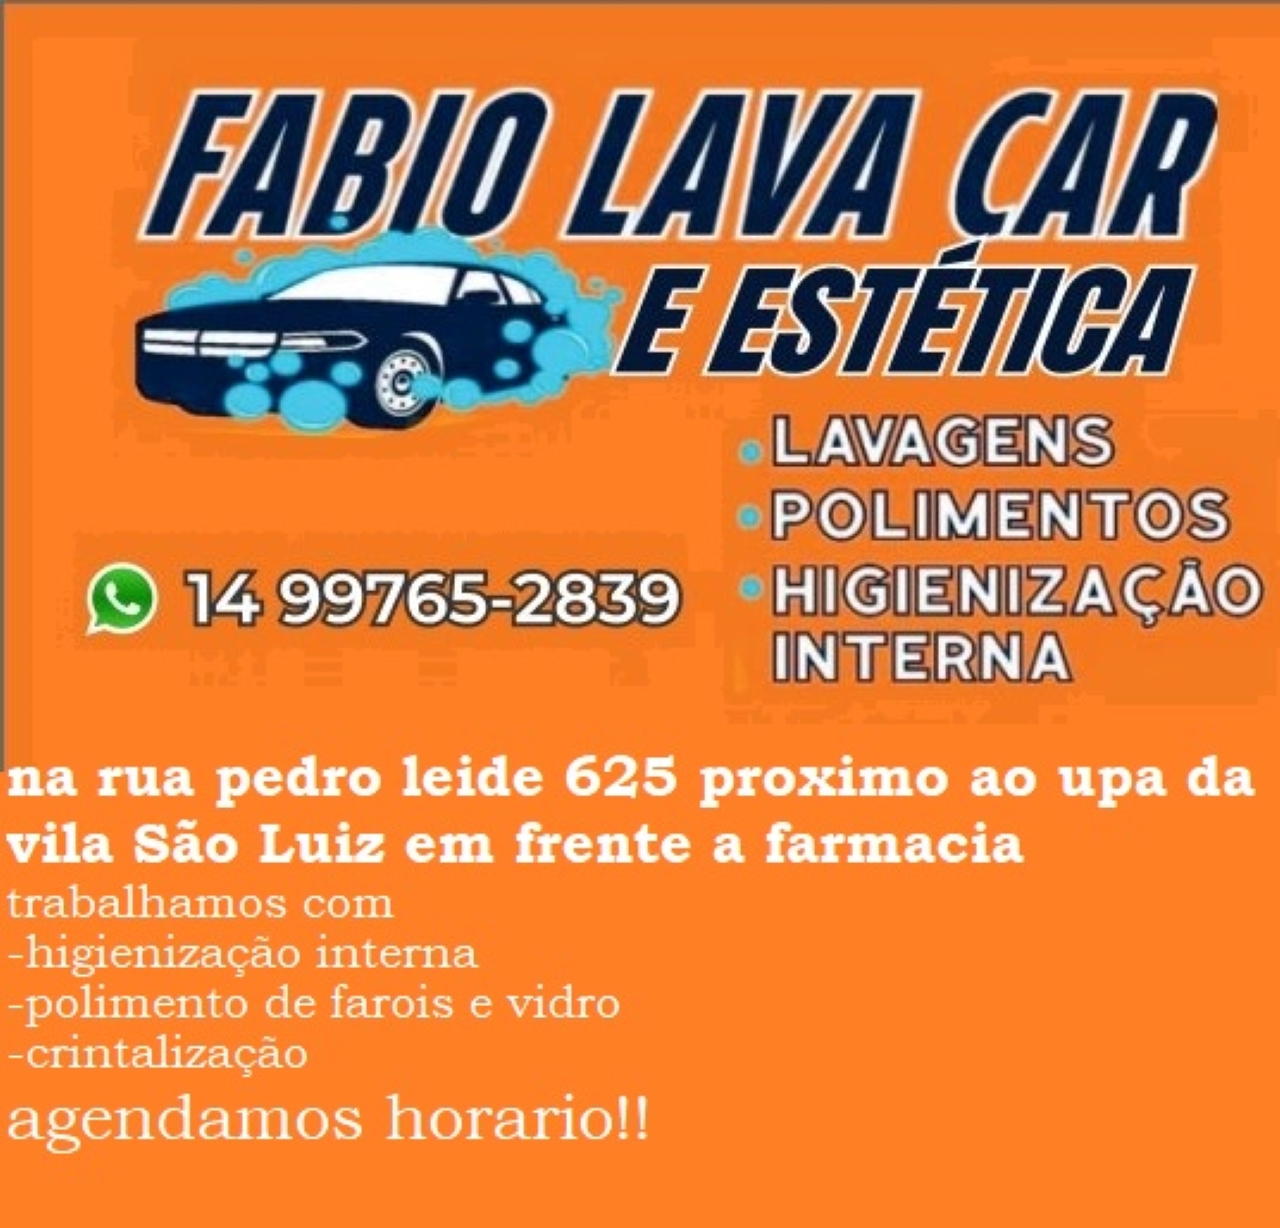 FABIO LAVA CAR
E ESTÉTICA
LAVAGENS
POLIMENTOS
HIGIENIZAÇÃO
INTERNA
14 99765-2839
na rua pedro leide 625 proximo ao upa da
vila São Luiz em frente a farmacia
trabalhamos com
-higienização interna
-polimento de farois e vidro
-crintalização
agendamos horario!!